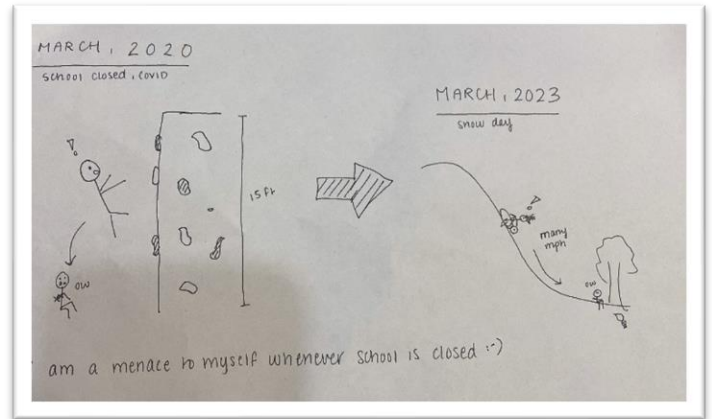 MARCH, 2020
school closed, COVID
!
15 ft
ow
MARCH, 2023
snow day
!
many
mph
ow
am a menace to myself whenever school is closed :-)